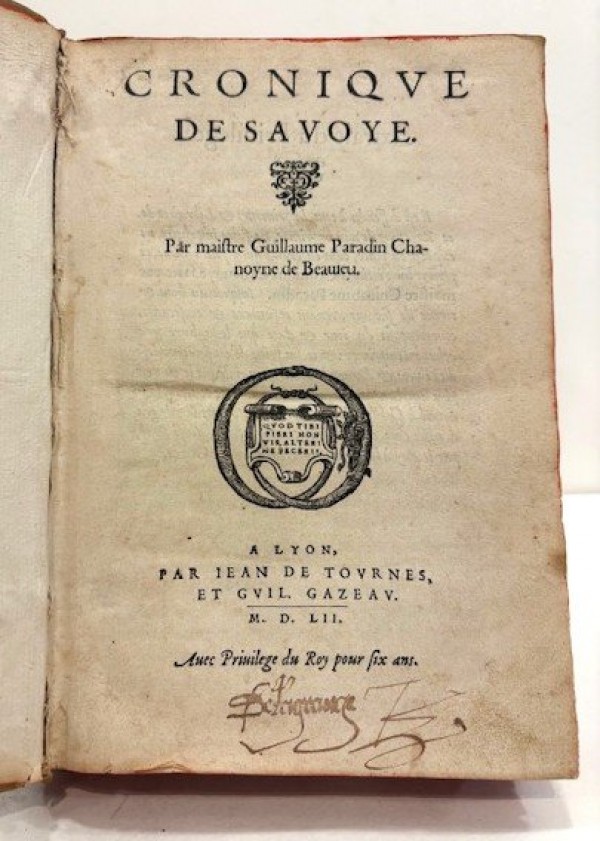 CRONIQVE
DE SAVOYE.
Par maiſtre Guillaume Paradin Cha-
noyne de Beauieu.
QVOD TIBI
FIERI NON
VIS, ALTERI
NE FECERIS.
A LYON,
PAR IEAN DE TOVRNES,
ET GVIL. GAZEAV.
M. D. LII.
Auec Priuilege du Roy pour ſix ans.